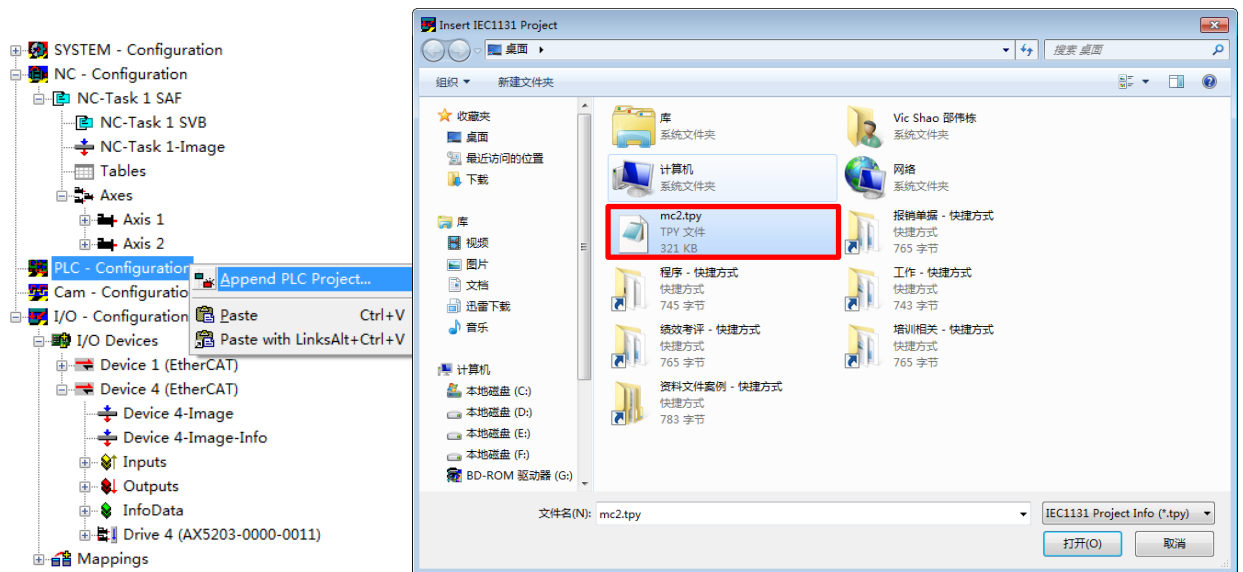 SYSTEM - Configuration
NC - Configuration
NC-Task 1 SAF
NC-Task 1 SVB
NC-Task 1-Image
Tables
Axes
Axis 1
Axis 2
PLC - Configuration
Cam - Configuratio
I/O - Configuration
I/O Devices
Device 1 (EtherCAT)
Device 4 (EtherCAT)
Device 4-Image
Device 4-Image-Info
Inputs
Outputs
InfoData
Drive 4 (AX5203-0000-0011)
Mappings
Append PLC Project...
Paste Ctrl+V
Paste with Links Alt+Ctrl+V
Insert IEC1131 Project
桌面
搜索 桌面
组织 新建文件夹
收藏夹
桌面
最近访问的位置
下载
库
视频
图片
文档
迅雷下载
音乐
计算机
本地磁盘 (C:)
本地磁盘 (D:)
本地磁盘 (E:)
本地磁盘 (F:)
BD-ROM 驱动器 (G:)
库
系统文件夹
Vic Shao 邵伟栋
系统文件夹
计算机
系统文件夹
网络
系统文件夹
mc2.tpy
TPY 文件
321 KB
报销单据 - 快捷方式
快捷方式
765 字节
程序 - 快捷方式
快捷方式
745 字节
工作 - 快捷方式
快捷方式
743 字节
绩效考评 - 快捷方式
快捷方式
765 字节
培训相关 - 快捷方式
快捷方式
765 字节
资料文件案例 - 快捷方式
快捷方式
783 字节
文件名(N): mc2.tpy
IEC1131 Project Info (*.tpy)
打开(O) 取消